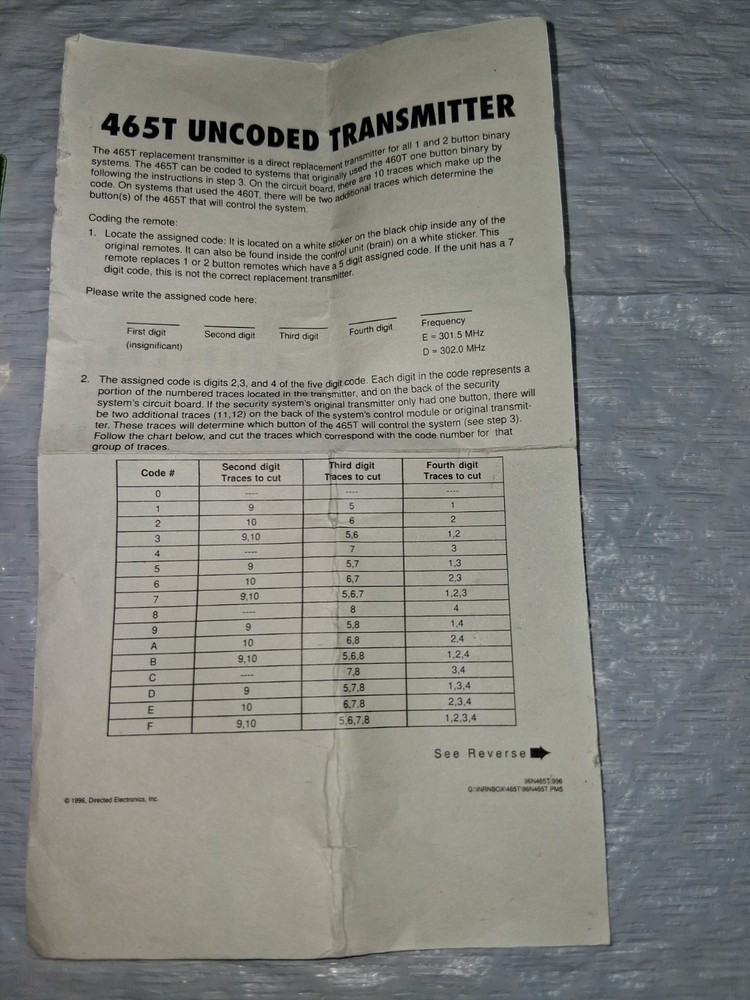 465T UNCODED TRANSMITTER
The 465T replacement transmitter is a direct replacement transmitter for all 1 and 2 button binary
systems. The 465T can be coded to systems that originally used the 460T one button binary by
following the instructions in step 3. On the circuit board, there are 10 traces which make up the
code. On systems that used the 460T, there will be two additional traces which determine the
button(s) of the 465T that will control the system.
Coding the remote:
1. Locate the assigned code: It is located on a white sticker on the black chip inside any of the
original remotes. It can also be found inside the control unit (brain) on a white sticker. This
remote replaces 1 or 2 button remotes which have a 5 digit assigned code. If the unit has a 7
digit code, this is not the correct replacement transmitter.
Please write the assigned code here:
First digit Second digit Third digit Fourth digit Frequency
(insignificant) E = 301.5 MHz
D = 302.0 MHz
2. The assigned code is digits 2,3, and 4 of the five digit code. Each digit in the code represents a
portion of the numbered traces located in the transmitter, and on the back of the security
system's circuit board. If the security system's original transmitter only had one button, there will
be two additional traces (11,12) on the back of the system's control module or original transmit-
ter. These traces will determine which button of the 465T will control the system (see step 3).
Follow the chart below, and cut the traces which correspond with the code number for that
group of traces.
Code # Second digit Third digit Fourth digit
Traces to cut Traces to cut Traces to cut
0 ---- ---- ----
1 9 5 1
2 10 6 2
3 9,10 5,6 1,2
4 ---- 7 3
5 9 5,7 1,3
6 10 6,7 2,3
7 9,10 5,6,7 1,2,3
8 ---- 8 4
9 9 5,8 1,4
A 10 6,8 2,4
B 9,10 5,6,8 1,2,4
C ---- 7,8 3,4
D 9 5,7,8 1,3,4
E 10 6,7,8 2,3,4
F 9,10 5,6,7,8 1,2,3,4
See Reverse
96N465T 996
© 1996, Directed Electronics, Inc.